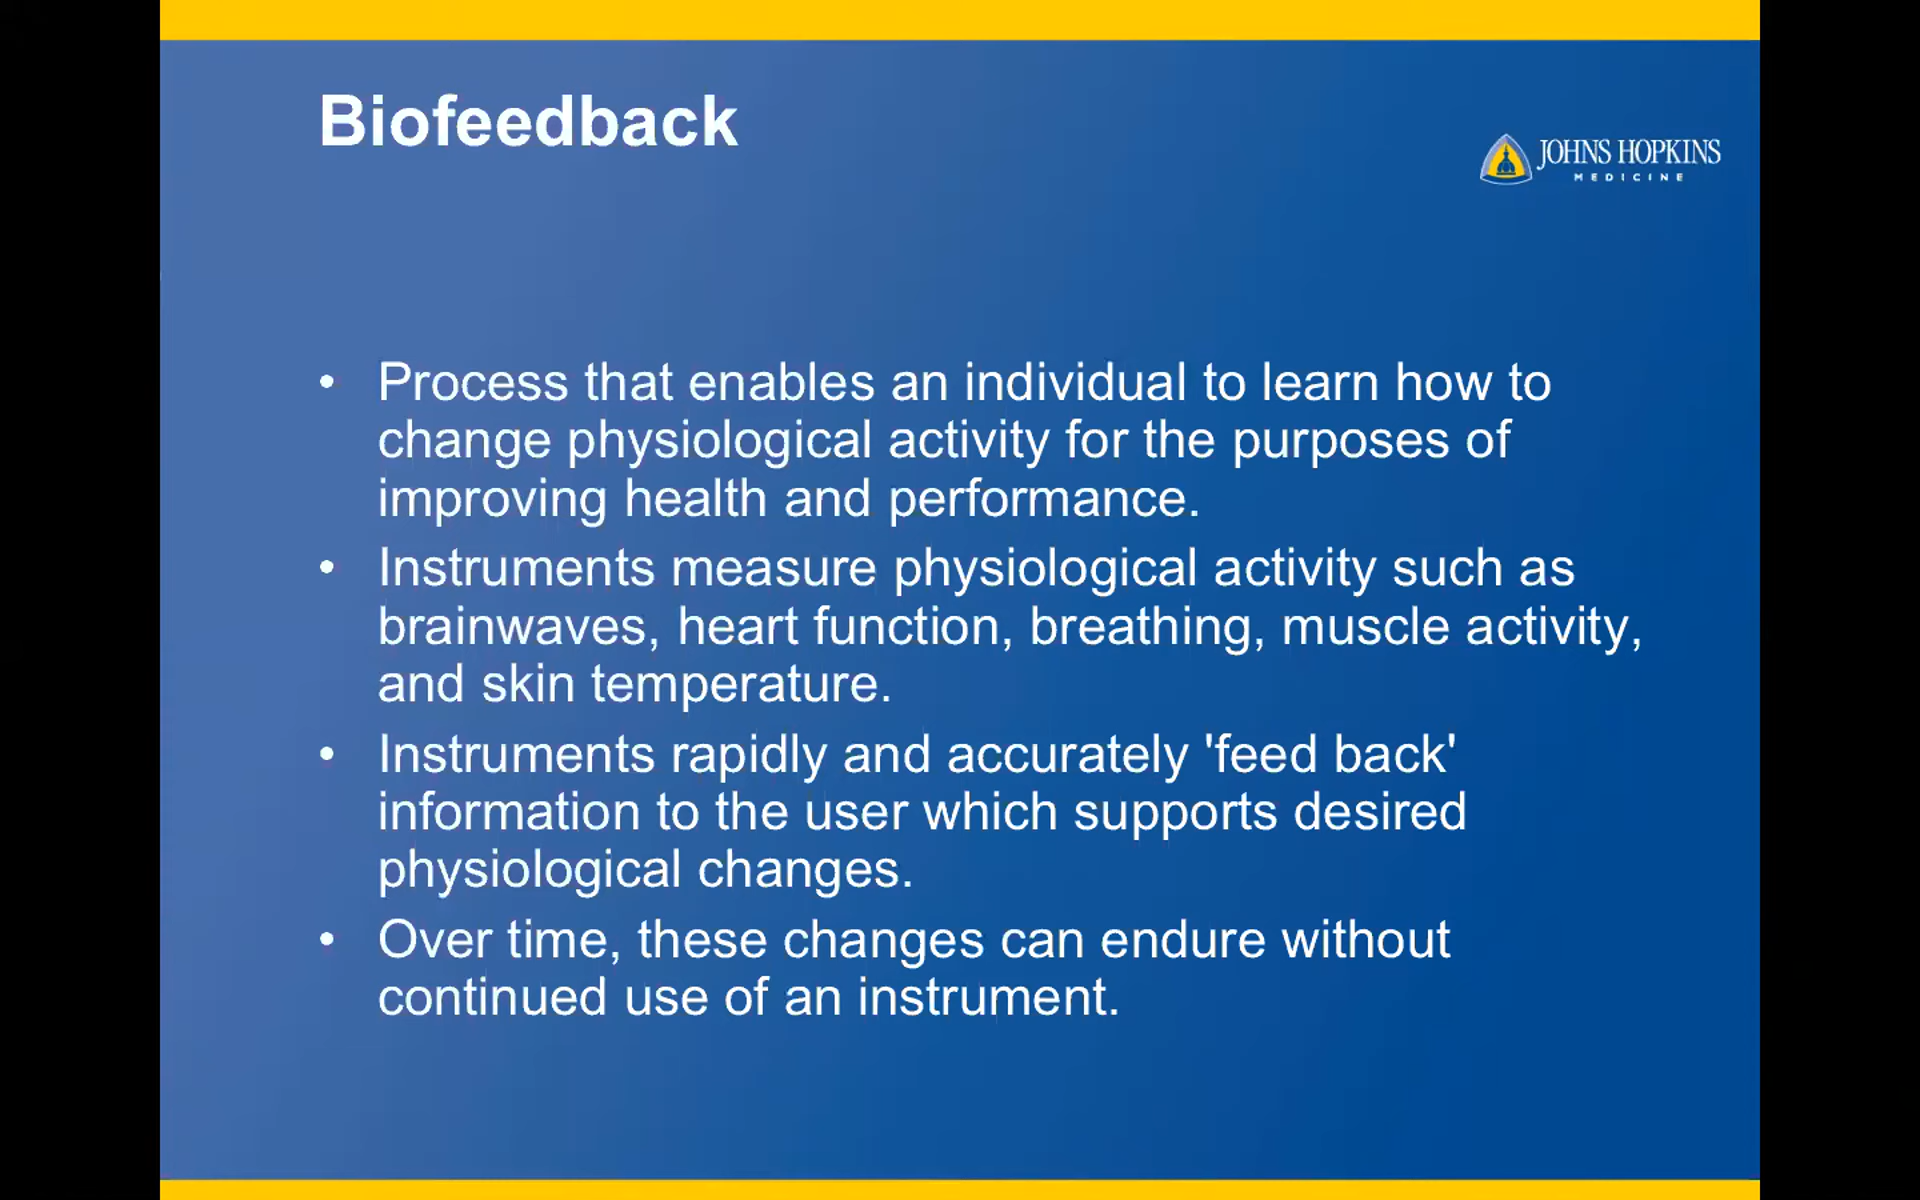 Biofeedback
JOHNS HOPKINS
MEDICINE
• Process that enables an individual to learn how to
change physiological activity for the purposes of
improving health and performance.
• Instruments measure physiological activity such as
brainwaves, heart function, breathing, muscle activity,
and skin temperature.
• Instruments rapidly and accurately 'feed back'
information to the user which supports desired
physiological changes.
• Over time, these changes can endure without
continued use of an instrument.